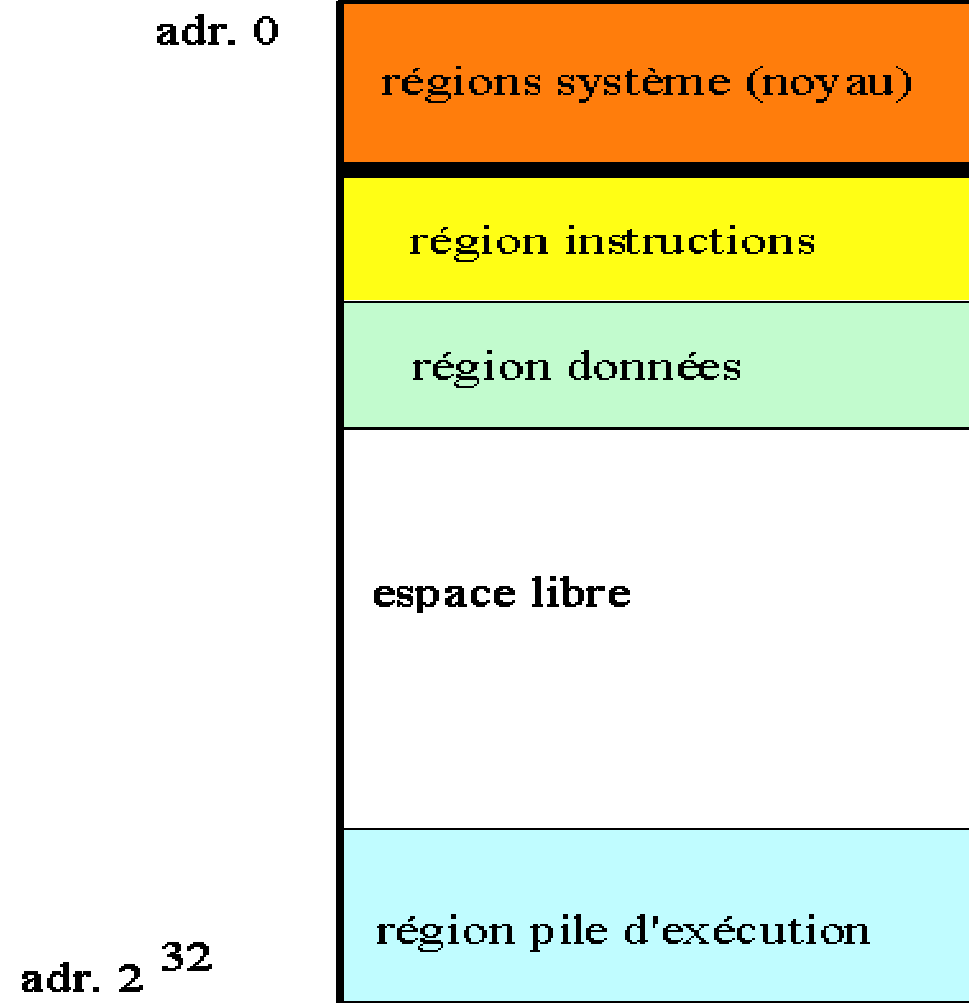 adr. 0
régions système (noyau)
région instructions
région données
espace libre
région pile d'exécution
adr. 2 32